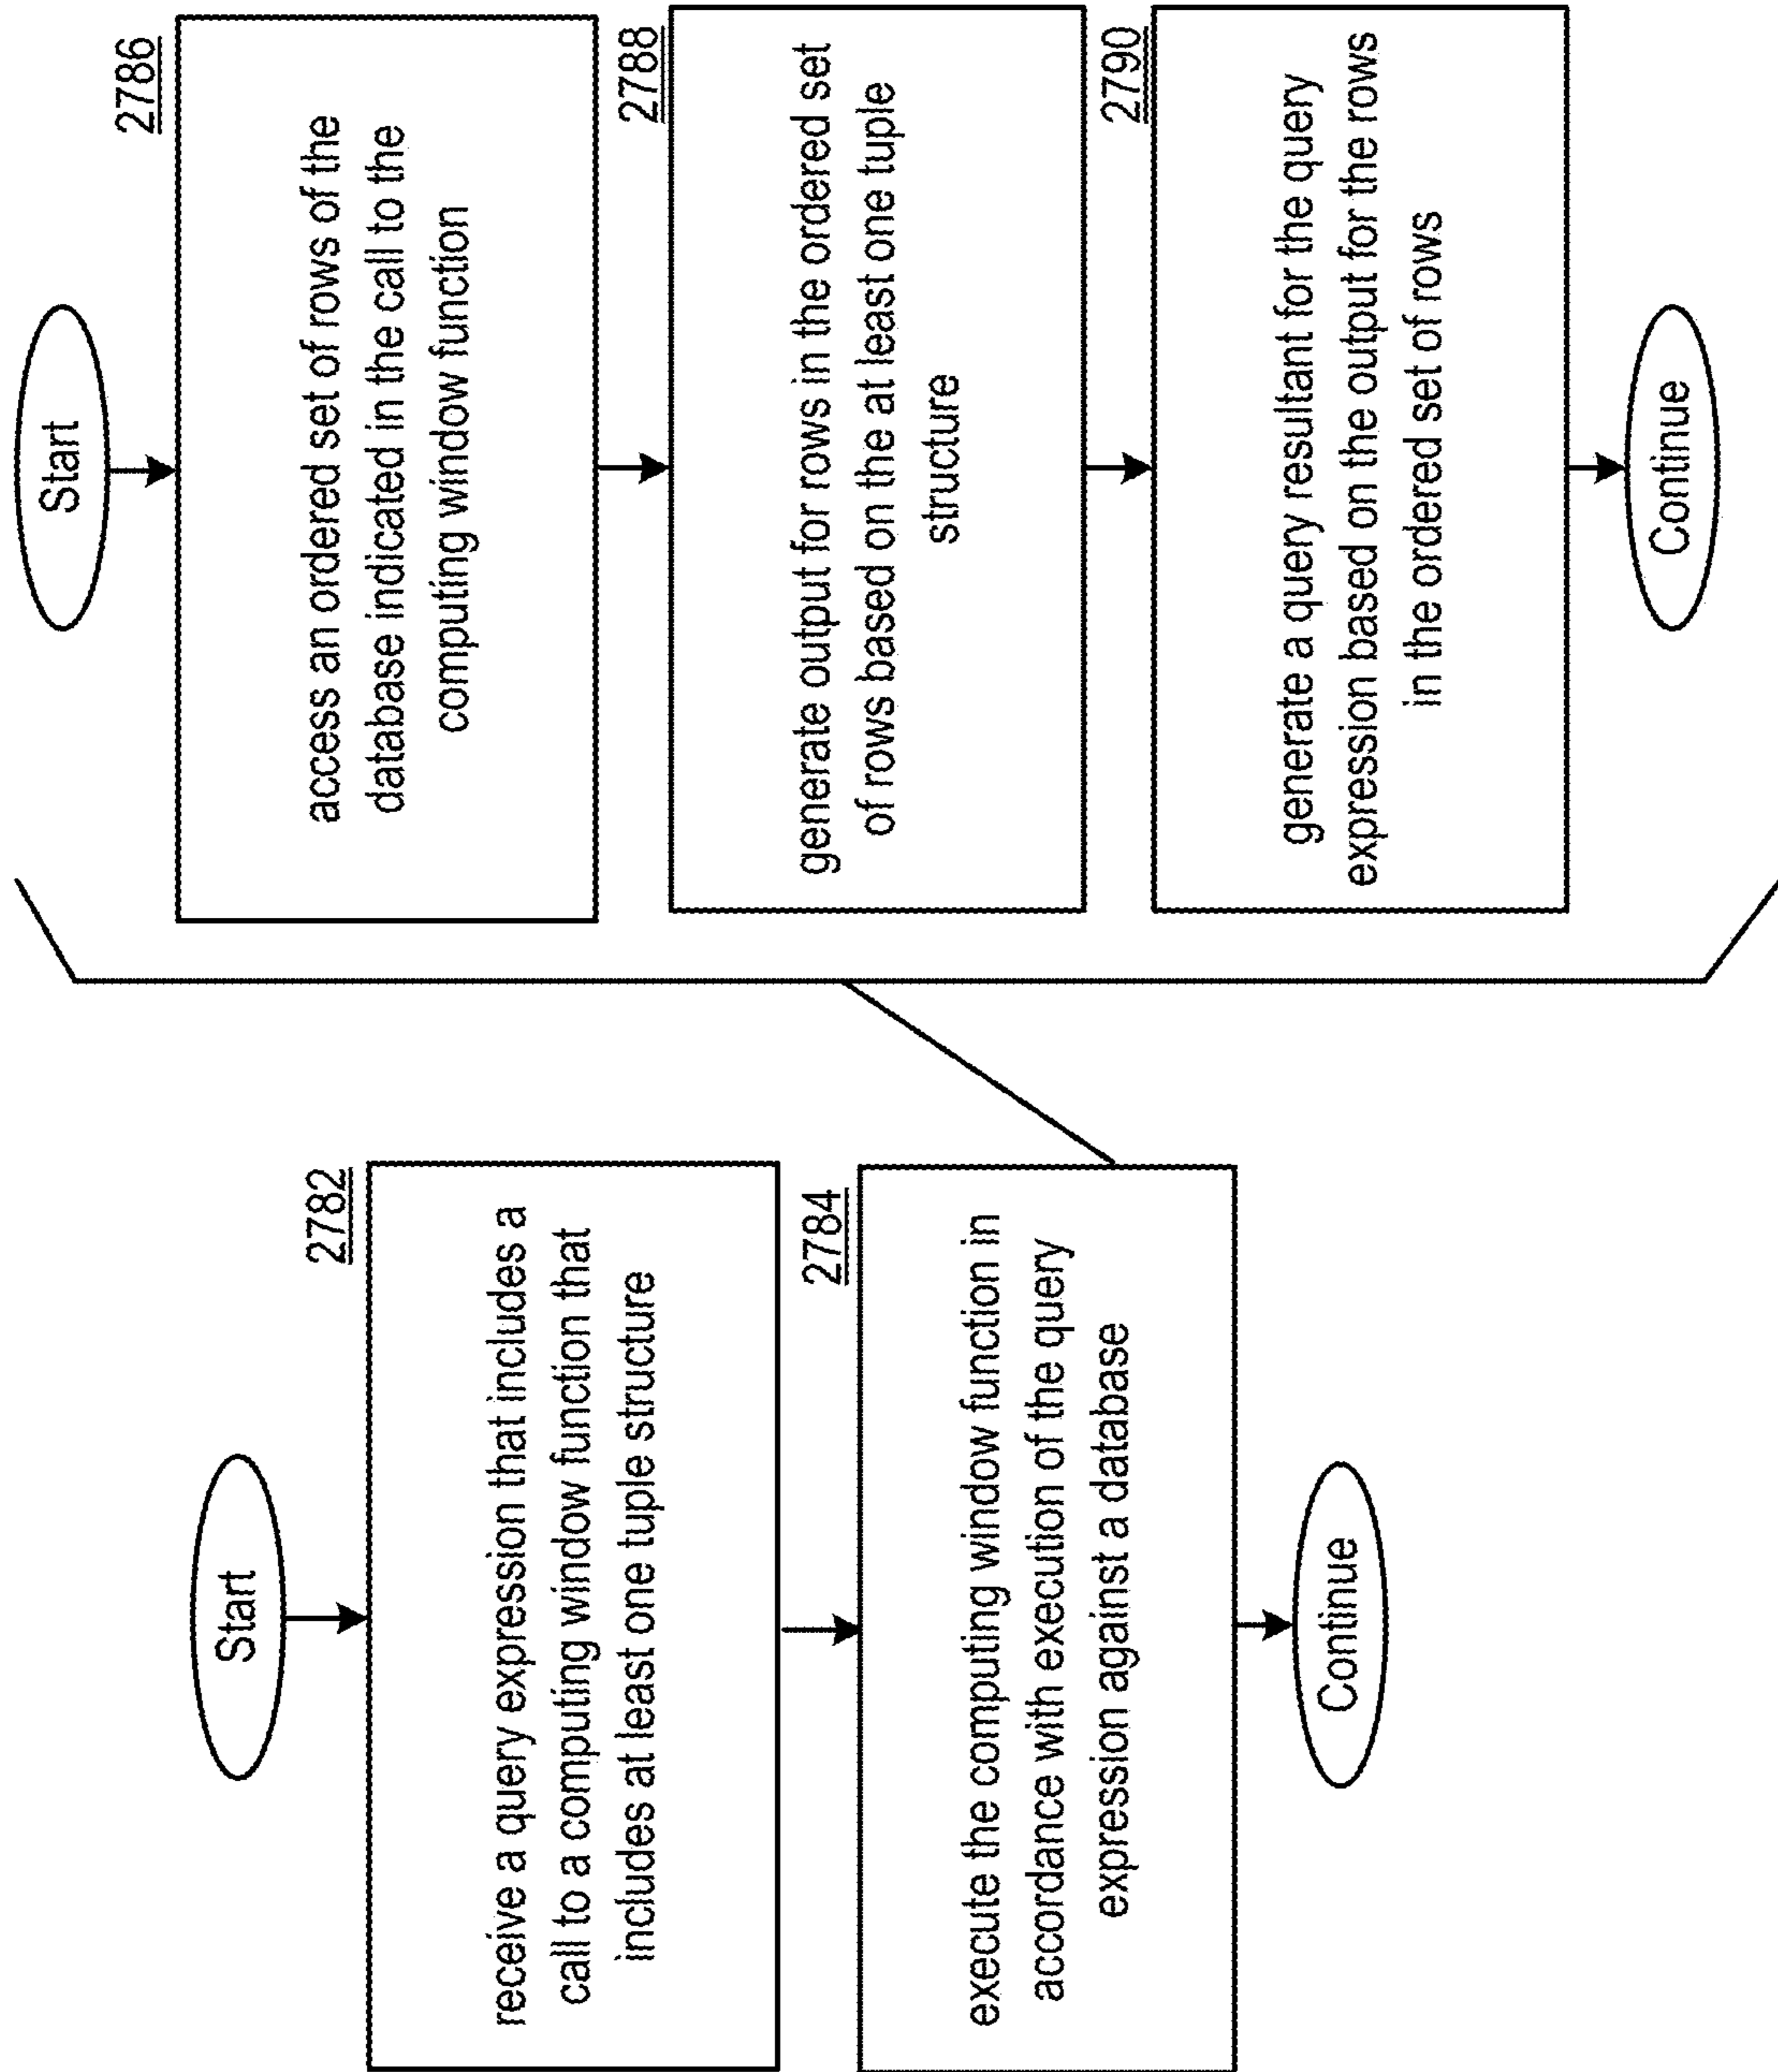 Start
2782
receive a query expression that includes a
call to a computing window function that
includes at least one tuple structure
2784
execute the computing window function in
accordance with execution of the query
expression against a database
Continue
Start
2786
access an ordered set of rows of the
database indicated in the call to the
computing window function
2788
generate output for rows in the ordered set
of rows based on the at least one tuple
structure
2790
generate a query resultant for the query
expression based on the output for the rows
in the ordered set of rows
Continue